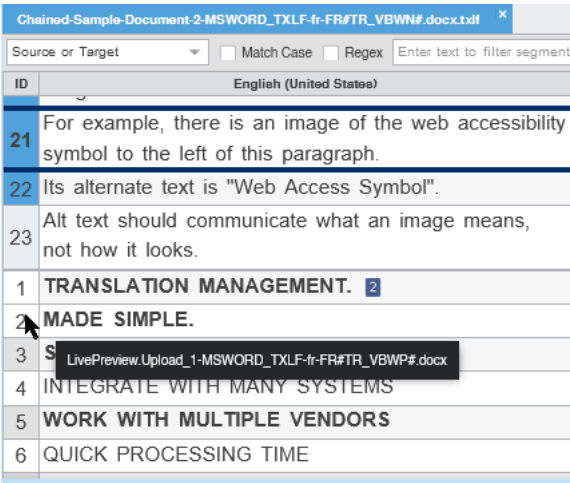 Chained-Sample-Document-2-MSWORD_TXLF-fr-FR#TR_VBWN#.docx.txlf ×
Source or Target Match Case Regex Enter text to filter segment
ID English (United States)
21 For example, there is an image of the web accessibility
symbol to the left of this paragraph.
22 Its alternate text is "Web Access Symbol".
23 Alt text should communicate what an image means,
not how it looks.
1 TRANSLATION MANAGEMENT. 2
2 MADE SIMPLE.
3 S
LivePreview.Upload_1-MSWORD_TXLF-fr-FR#TR_VBWP#.docx
4 INTEGRATE WITH MANY SYSTEMS
5 WORK WITH MULTIPLE VENDORS
6 QUICK PROCESSING TIME